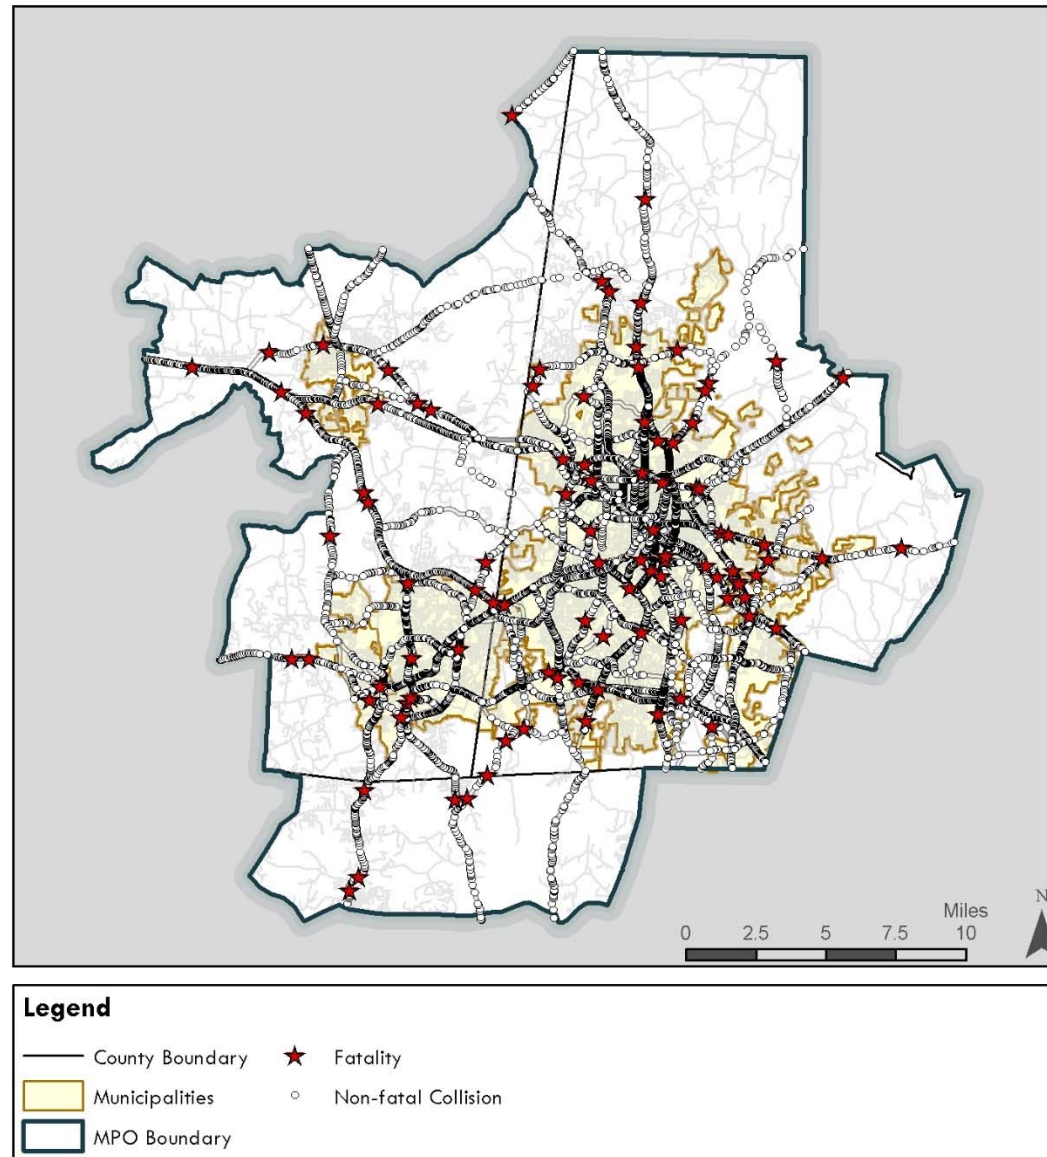 N
Miles
0 2.5 5 7.5 10
Legend
County Boundary
Fatality
Municipalities
Non-fatal Collision
MPO Boundary